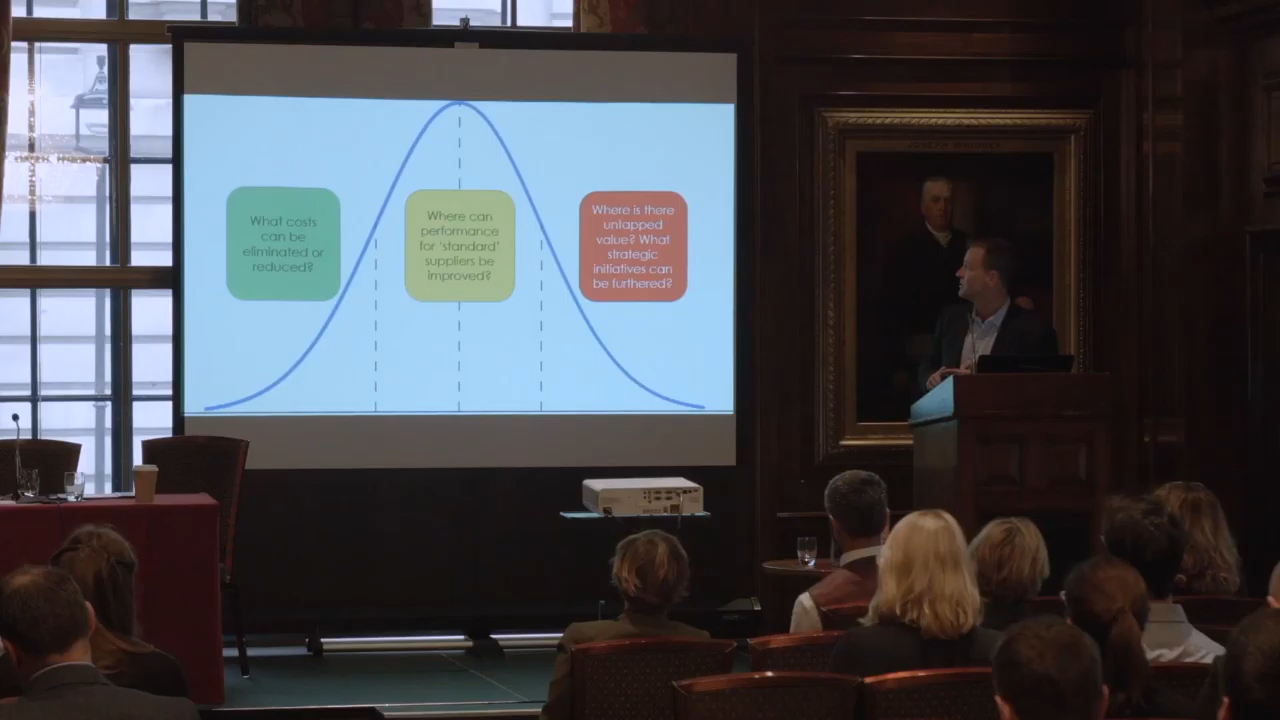 What costs
can be
eliminated or
reduced?
Where can
performance
for 'standard'
suppliers be
improved?
Where is there
untapped
value? What
strategic
initiatives can
be furthered?